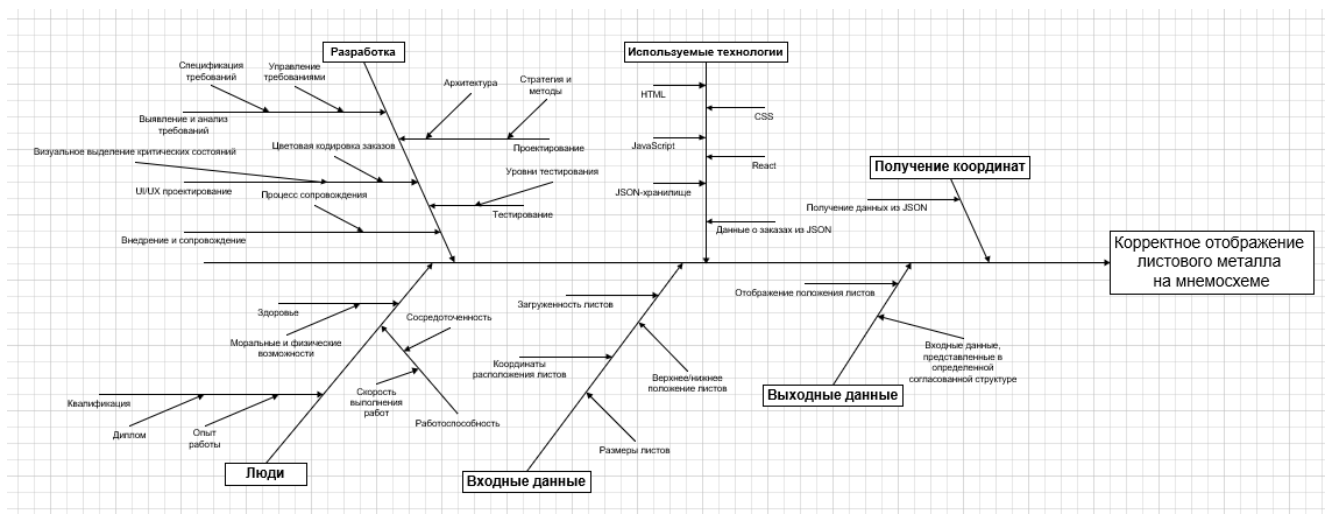 Разработка
Используемые технологии
Спецификация
требований
Управление
требованиями
Архитектура
Стратегия и
методы
HTML
CSS
Выявление и анализ
требований
Цветовая кодировка заказов
Проектирование
JavaScript
Визуальное выделение критических состояний
React
Получение координат
Уровни тестирования
UI/UX проектирование
Процесс сопровождения
JSON-хранилище
Получение данных из JSON
Тестирование
Данные о заказах из JSON
Внедрение и сопровождение
Корректное отображение
листового металла
на мнемосхеме
Отображение положения листов
Загруженность листов
Здоровье
Сосредоточенность
Моральные и физические
возможности
Входные данные,
представленные в
определенной
согласованной структуре
Координаты
расположения листов
Верхнее/нижнее
положение листов
Скорость
выполнения
работ
Выходные данные
Квалификация
Работоспособность
Диплом
Опыт
работы
Размеры листов
Люди
Входные данные